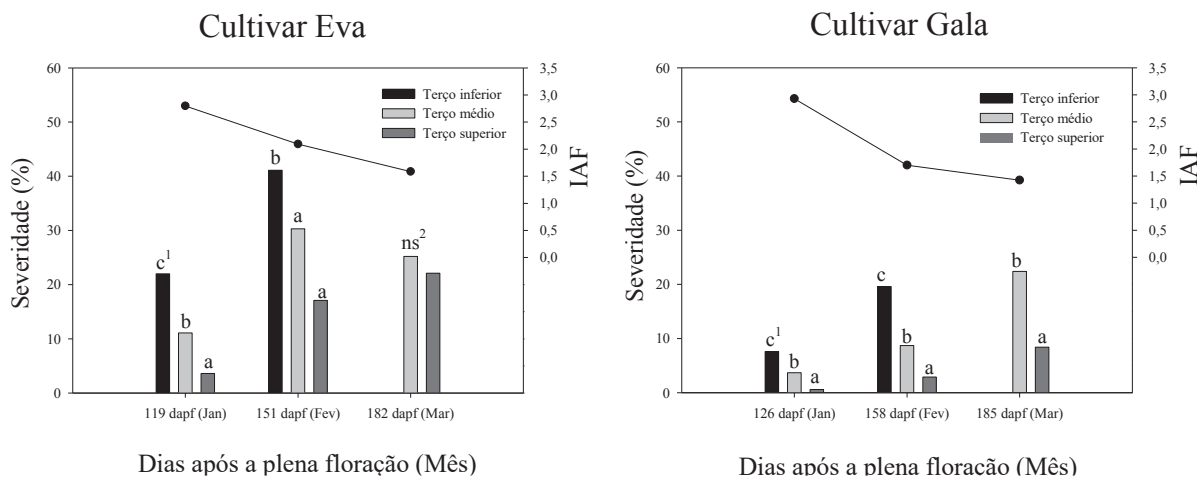 Cultivar Eva
60
50
40
30
20
10
0
Severidade (%)
3,5
3,0
2,5
2,0
1,5
1,0
0,5
0,0
IAF
Terço inferior
Terço médio
Terço superior
c¹
b
a
b
a
a
ns²
119 dapf (Jan)
151 dapf (Fev)
182 dapf (Mar)
Dias após a plena floração (Mês)
Cultivar Gala
60
50
40
30
20
10
0
Severidade (%)
3,5
3,0
2,5
2,0
1,5
1,0
0,5
0,0
IAF
Terço inferior
Terço médio
Terço superior
c¹
b
a
c
b
a
b
a
126 dapf (Jan)
158 dapf (Fev)
185 dapf (Mar)
Dias após a plena floração (Mês)